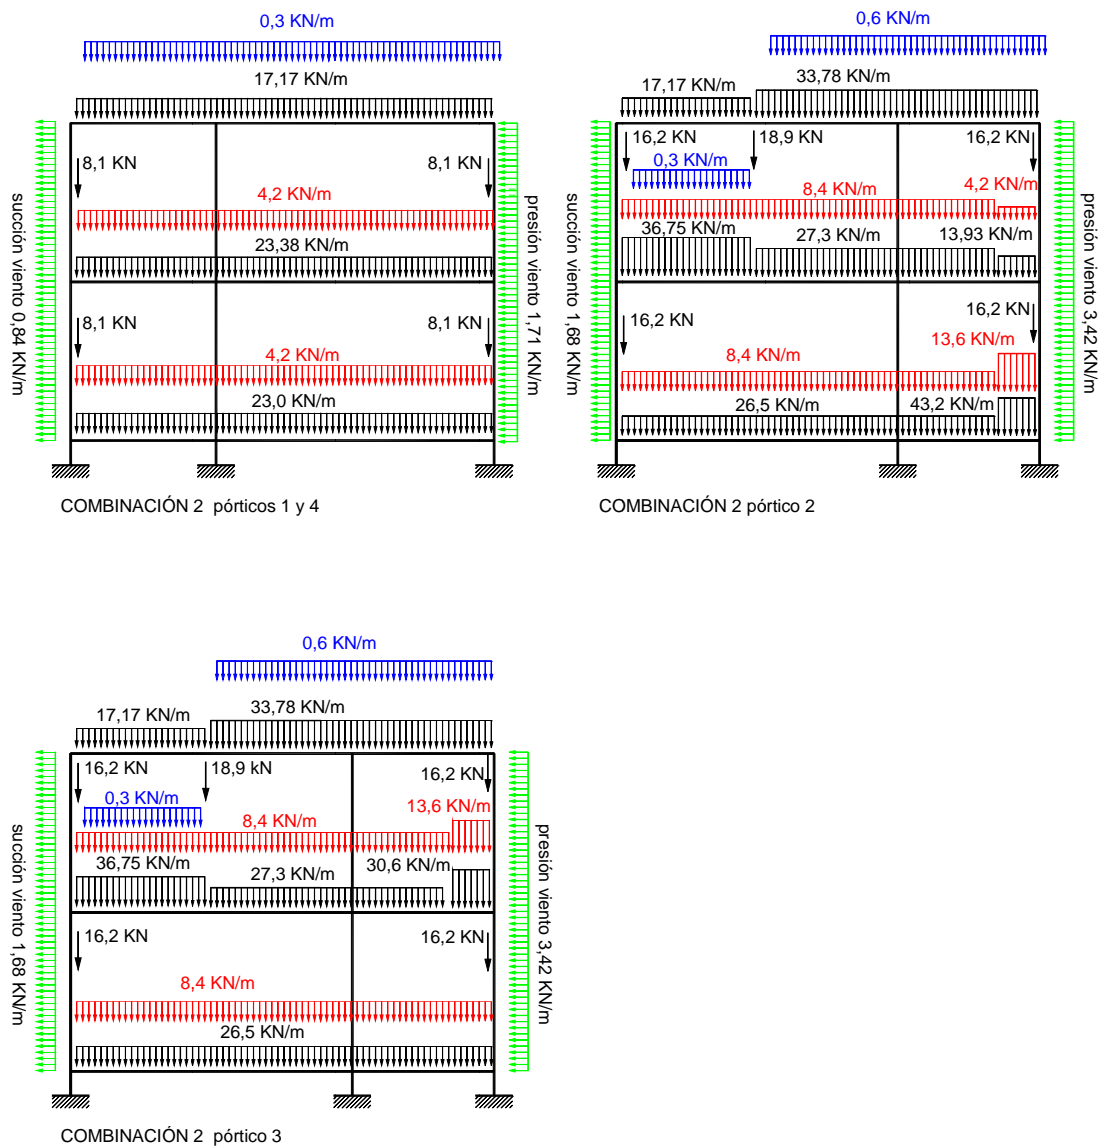 0,3 KN/m
17,17 KN/m
8,1 KN
8,1 KN
4,2 KN/m
23,38 KN/m
8,1 KN
8,1 KN
4,2 KN/m
23,0 KN/m
succión viento 0,84 KN/m
presión viento 1,71 KN/m
COMBINACIÓN 2 pórticos 1 y 4
0,6 KN/m
17,17 KN/m
33,78 KN/m
16,2 KN
18,9 kN
16,2 KN
0,3 KN/m
8,4 KN/m
4,2 KN/m
36,75 KN/m
27,3 KN/m
13,93 KN/m
16,2 KN
16,2 KN
8,4 KN/m
13,6 KN/m
26,5 KN/m
43,2 KN/m
succión viento 1,68 KN/m
presión viento 3,42 KN/m
COMBINACIÓN 2 pórtico 2
0,6 KN/m
17,17 KN/m
33,78 KN/m
16,2 KN
18,9 kN
16,2 KN
0,3 KN/m
8,4 KN/m
13,6 KN/m
36,75 KN/m
27,3 KN/m
30,6 KN/m
16,2 KN
16,2 KN
8,4 KN/m
26,5 KN/m
succión viento 1,68 KN/m
presión viento 3,42 KN/m
COMBINACIÓN 2 pórtico 3